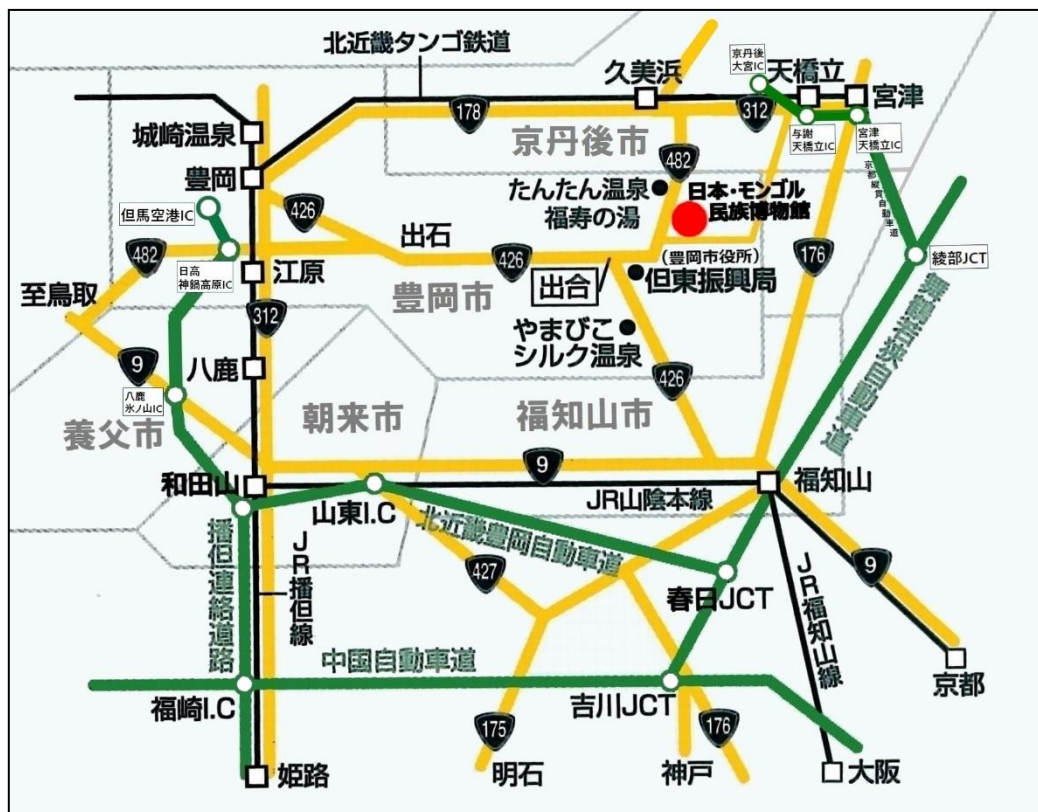 北近畿タンゴ鉄道
久美浜
京丹後
大宮IC
天橋立
宮津
城崎温泉
178
312
与謝
天橋立IC
宮津
天橋立IC
京丹後市
482
京都縦貫自動車道
豊岡
たんたん温泉
福寿の湯
日本・モンゴル
民族博物館
但馬空港IC
426
出石
482
日高
神鍋高原IC
江原
426
(豊岡市役所)
但東振興局
出合
176
綾部JCT
至鳥取
豊岡市
312
やまびこ
シルク温泉
舞鶴若狭自動車道
9
八鹿
426
八鹿
氷ノ山IC
養父市
朝来市
福知山市
9
和田山
山東I.C
JR山陰本線
福知山
北近畿豊岡自動車道
427
春日JCT
9
播但連絡道路
JR播但線
JR福知山線
中国自動車道
京都
福崎I.C
吉川JCT
175
176
姫路
明石
神戸
大阪